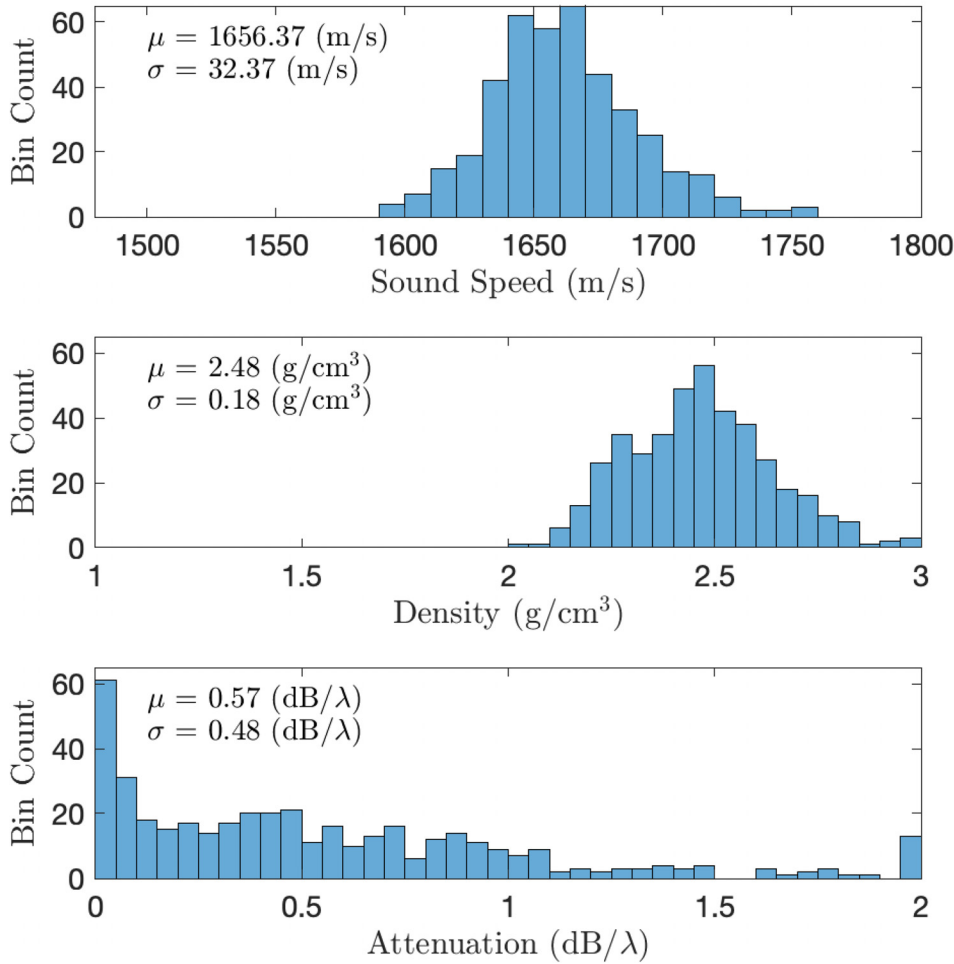 60
40
20
0
Bin Count
μ = 1656.37 (m/s)
σ = 32.37 (m/s)
1500 1550 1600 1650 1700 1750 1800
Sound Speed (m/s)
60
40
20
0
Bin Count
μ = 2.48 (g/cm³)
σ = 0.18 (g/cm³)
1 1.5 2 2.5 3
Density (g/cm³)
60
40
20
0
Bin Count
μ = 0.57 (dB/λ)
σ = 0.48 (dB/λ)
0 0.5 1 1.5 2
Attenuation (dB/λ)